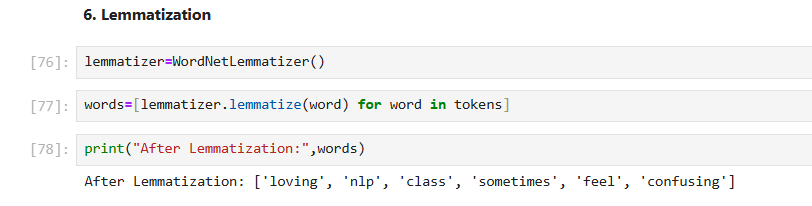 6. Lemmatization
[76]: lemmatizer=WordNetLemmatizer()
[77]: words=[lemmatizer.lemmatize(word) for word in tokens]
[78]: print("After Lemmatization:",words)
After Lemmatization: ['loving', 'nlp', 'class', 'sometimes', 'feel', 'confusing']